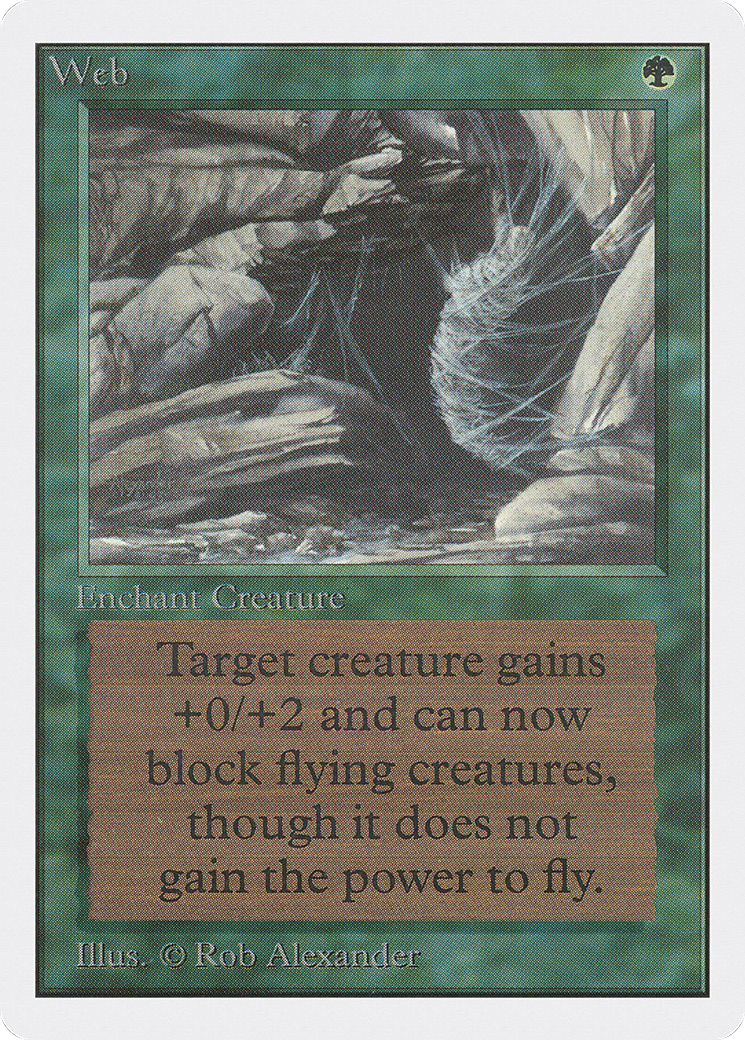 Web
Enchant Creature
Target creature gains
+0/+2 and can now
block flying creatures,
though it does not
gain the power to fly.
Illus. © Rob Alexander